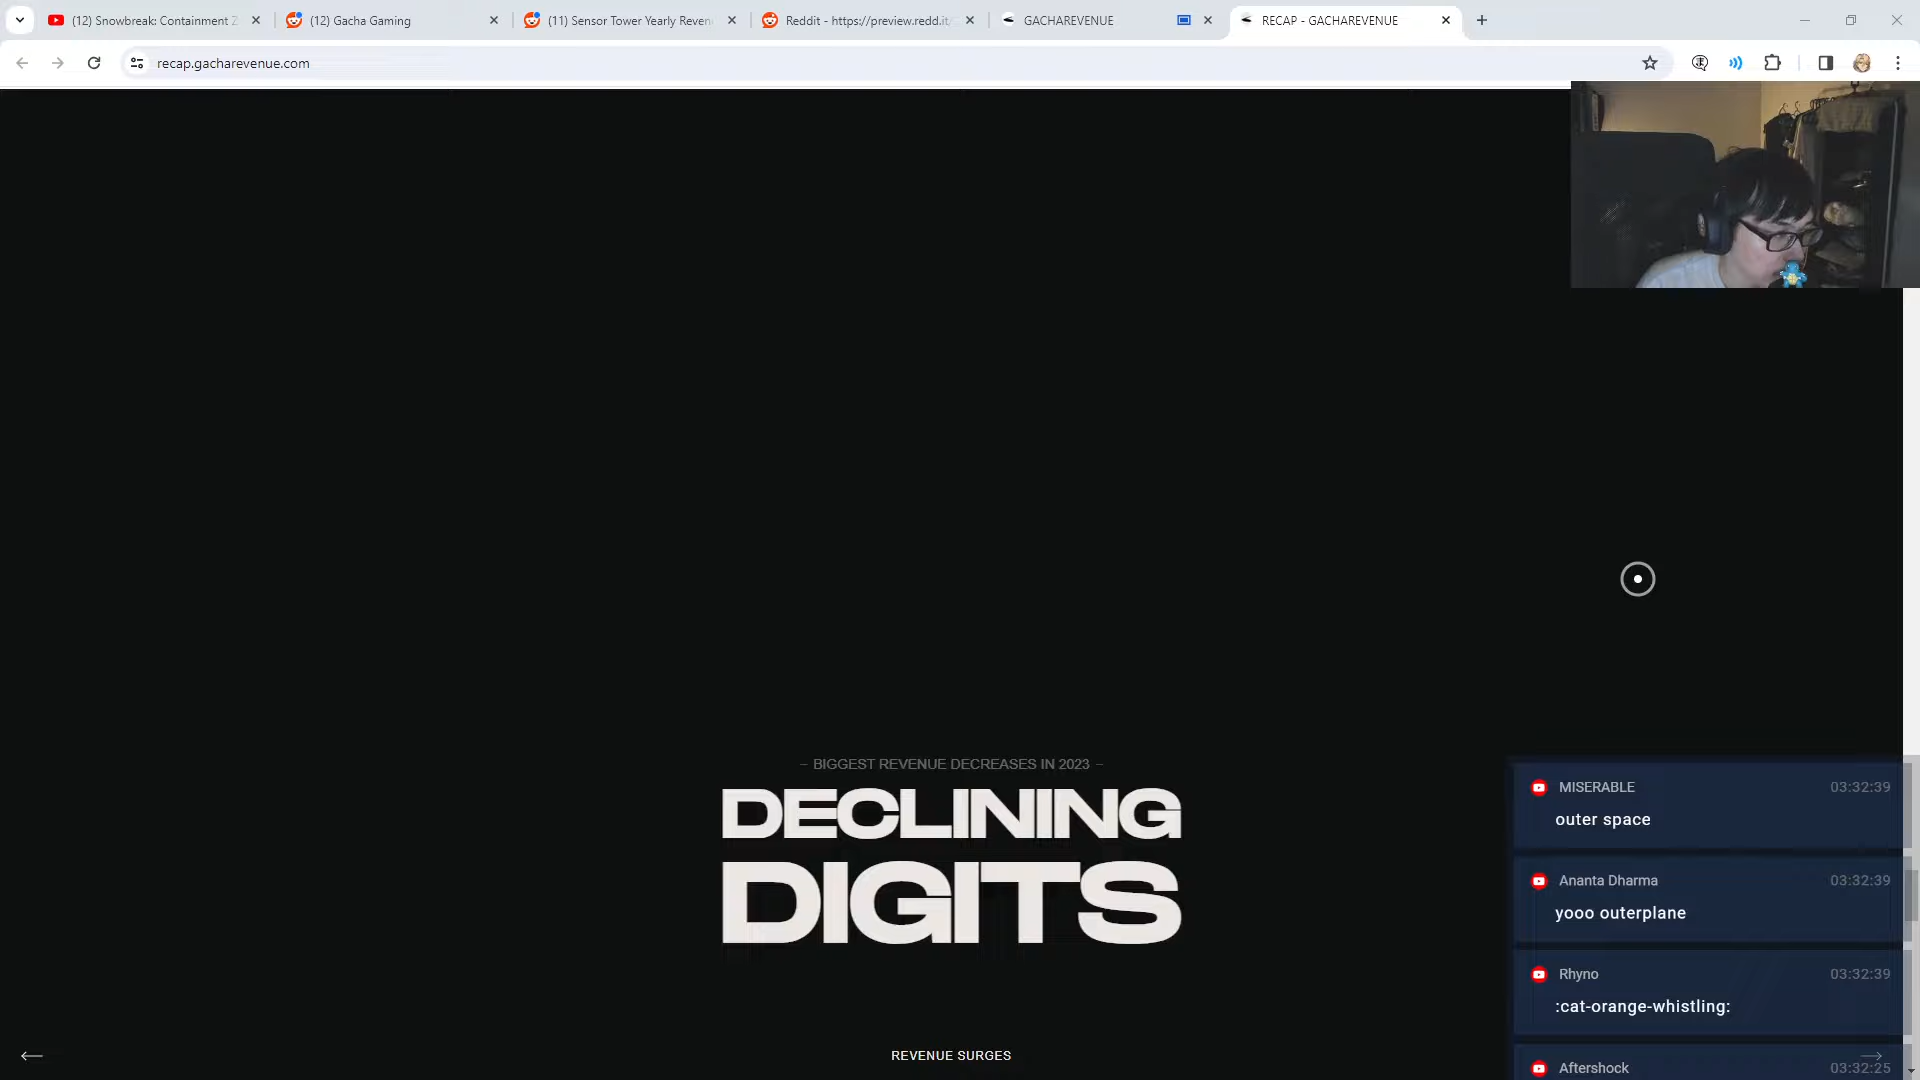 (12) Snowbreak: Containment Z
(12) Gacha Gaming
(11) Sensor Tower Yearly Reven
Reddit - https://preview.redd.it/
GACHAREVENUE
RECAP - GACHAREVENUE
recap.gacharevenue.com
– BIGGEST REVENUE DECREASES IN 2023 –
DECLINING
DIGITS
REVENUE SURGES
MISERABLE 03:32:39
outer space
Ananta Dharma 03:32:39
yooo outerplane
Rhyno 03:32:39
:cat-orange-whistling:
Aftershock 03:32:25